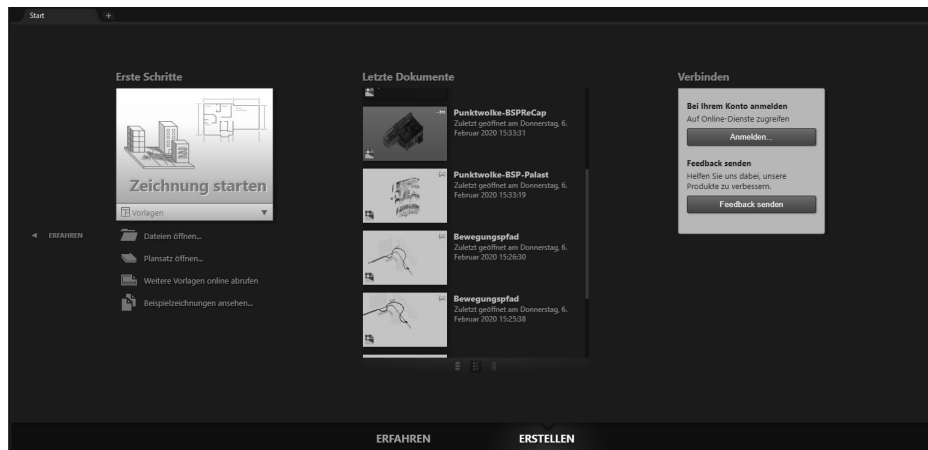 Start
Erste Schritte
Zeichnung starten
Vorlagen
Dateien öffnen...
Plansatz öffnen...
Weitere Vorlagen online abrufen
Beispielzeichnungen ansehen...
ERFAHREN
Letzte Dokumente
Punktwolke-BSPReCap
Zuletzt geöffnet am Donnerstag, 6.
Februar 2020 15:33:31
Punktwolke-BSP-Palast
Zuletzt geöffnet am Donnerstag, 6.
Februar 2020 15:33:19
Bewegungspfad
Zuletzt geöffnet am Donnerstag, 6.
Februar 2020 15:26:30
Bewegungspfad
Zuletzt geöffnet am Donnerstag, 6.
Februar 2020 15:25:38
Verbinden
Bei Ihrem Konto anmelden
Auf Online-Dienste zugreifen
Anmelden...
Feedback senden
Helfen Sie uns dabei, unsere
Produkte zu verbessern.
Feedback senden
ERFAHREN
ERSTELLEN